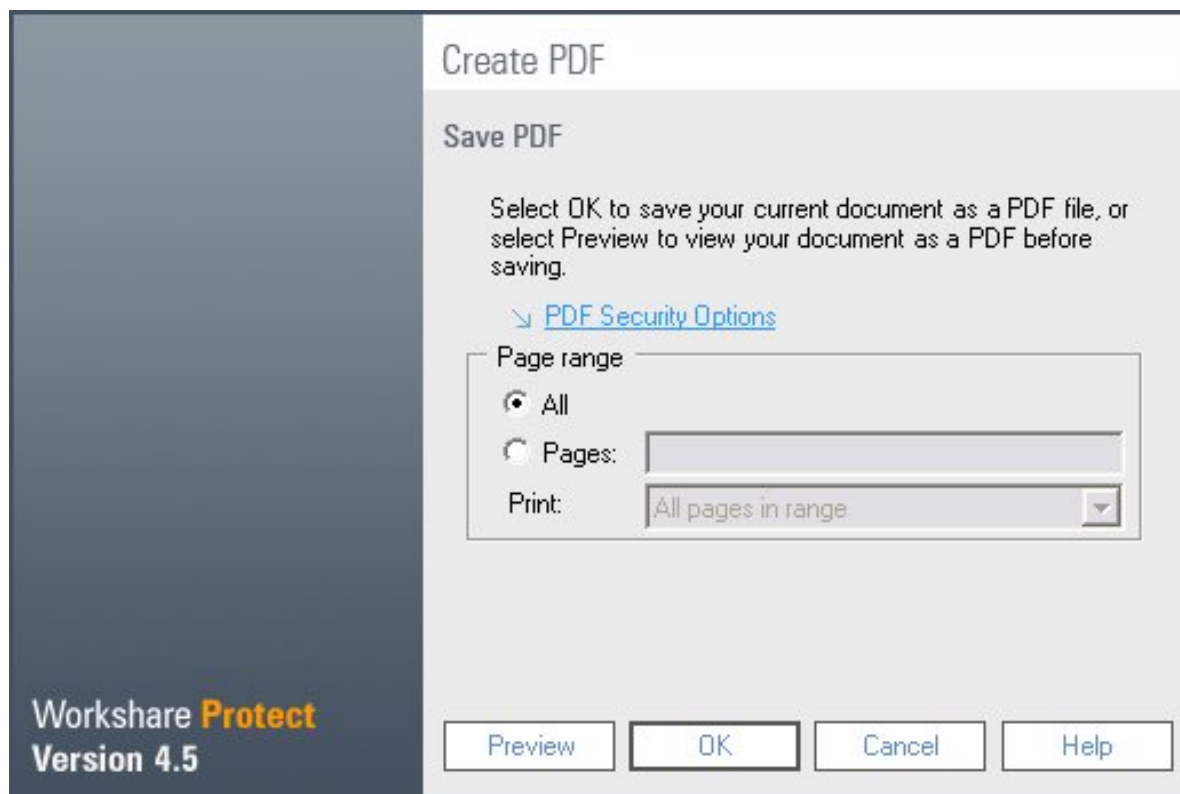 Create PDF
Save PDF
Select OK to save your current document as a PDF file, or
select Preview to view your document as a PDF before
saving.
PDF Security Options
Page range
All
Pages:
Print: All pages in range
Workshare Protect
Version 4.5
Preview OK Cancel Help